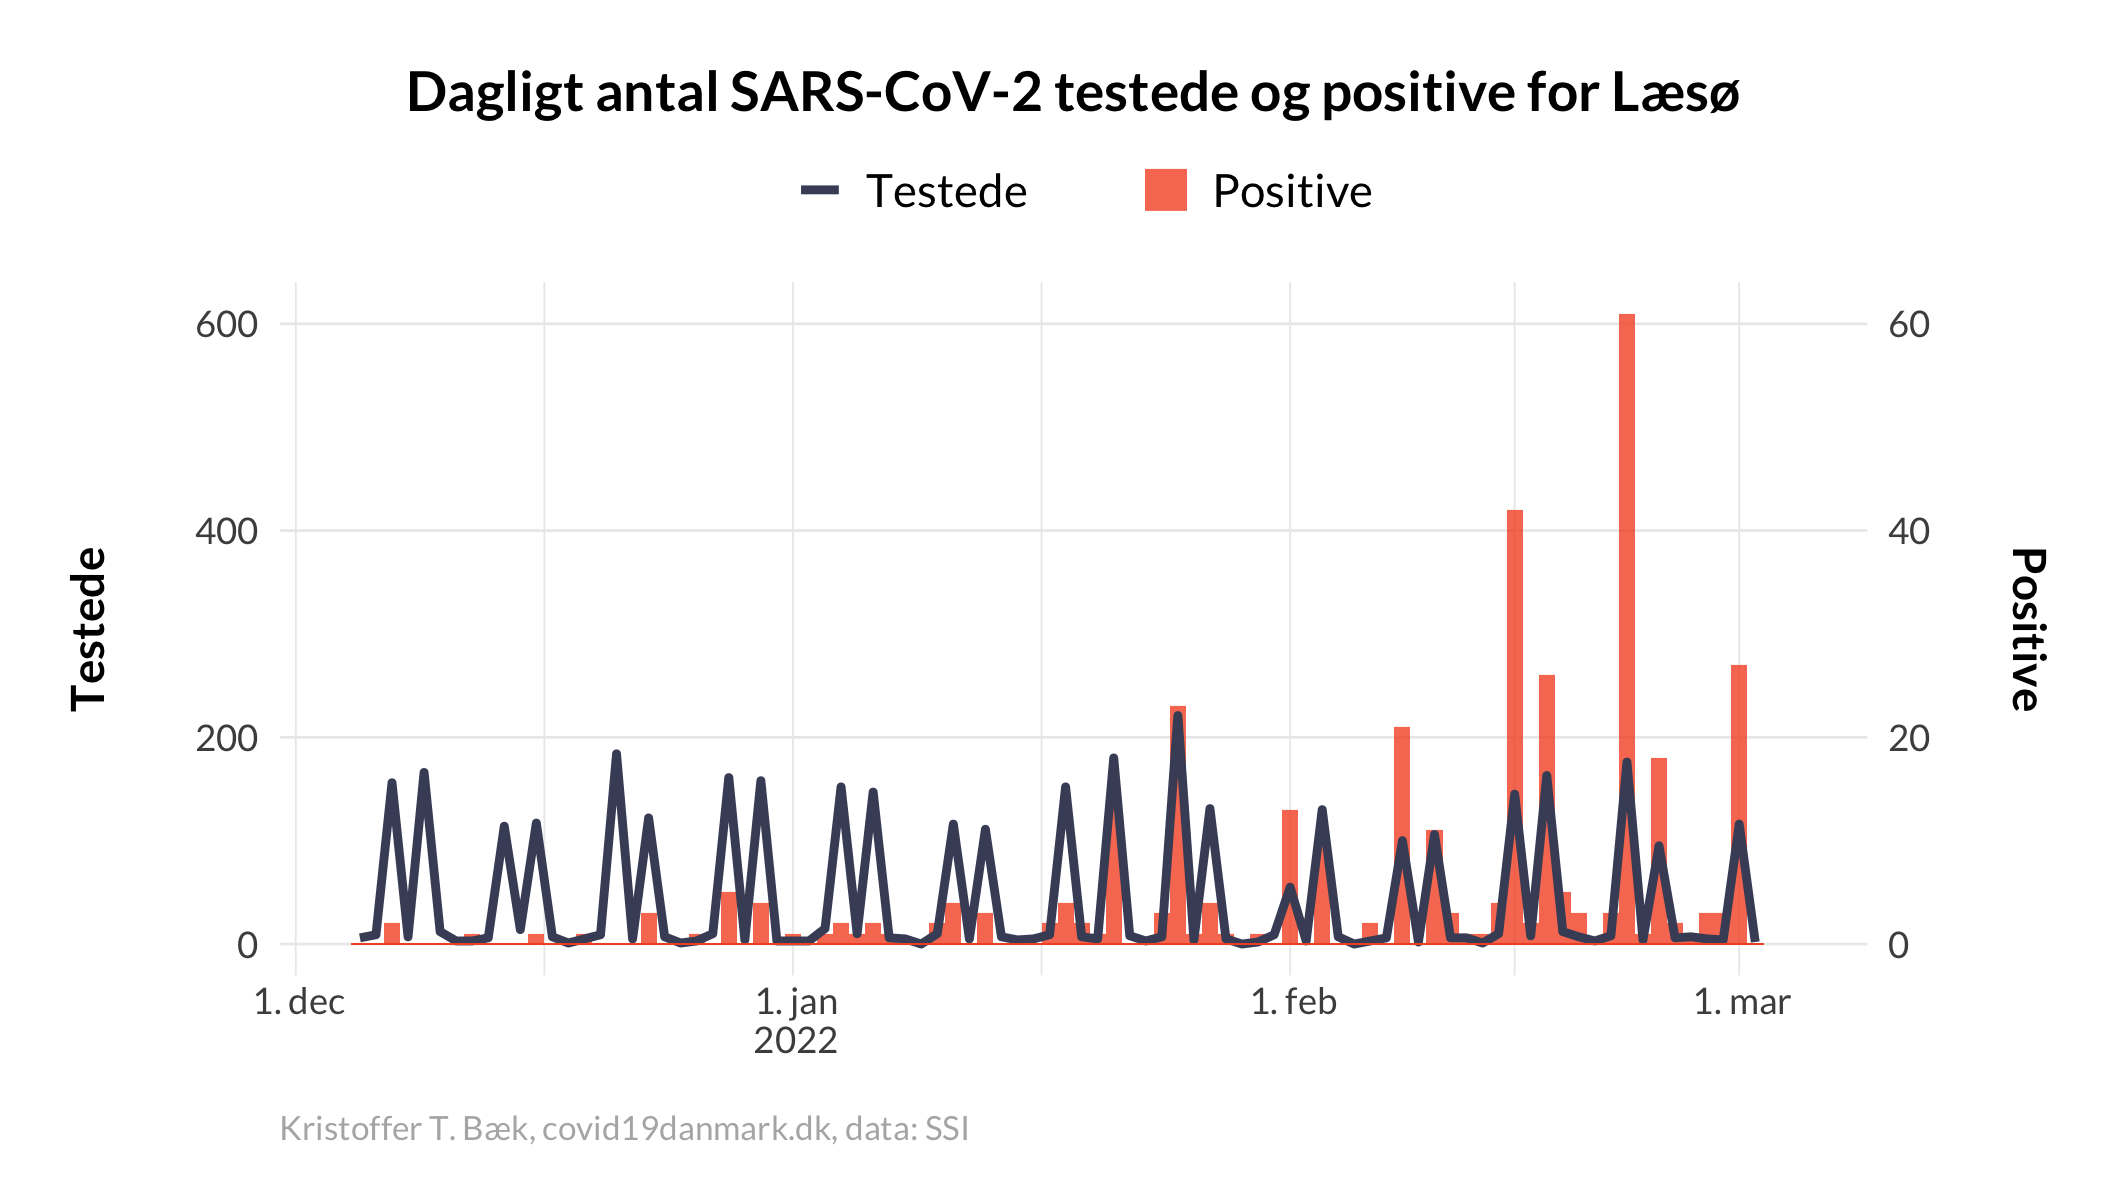 Dagligt antal SARS-CoV-2 testede og positive for Læsø
Testede Positive
600 60
400 40
200 20
0 0
Testede
Positive
1. dec 1. jan 1. feb 1. mar
2022
Kristoffer T. Bæk, covid19danmark.dk, data: SSI